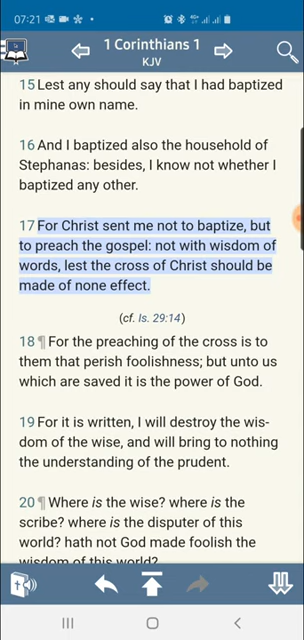 07:21
1 Corinthians 1
KJV
15 Lest any should say that I had baptized
in mine own name.
16 And I baptized also the household of
Stephanas: besides, I know not whether I
baptized any other.
17 For Christ sent me not to baptize, but
to preach the gospel: not with wisdom of
words, lest the cross of Christ should be
made of none effect.
(cf. Is. 29:14)
18 ¶ For the preaching of the cross is to
them that perish foolishness; but unto us
which are saved it is the power of God.
19 For it is written, I will destroy the wis-
dom of the wise, and will bring to nothing
the understanding of the prudent.
20 ¶ Where is the wise? where is the
scribe? where is the disputer of this
world? hath not God made foolish the
wisdom of this world?